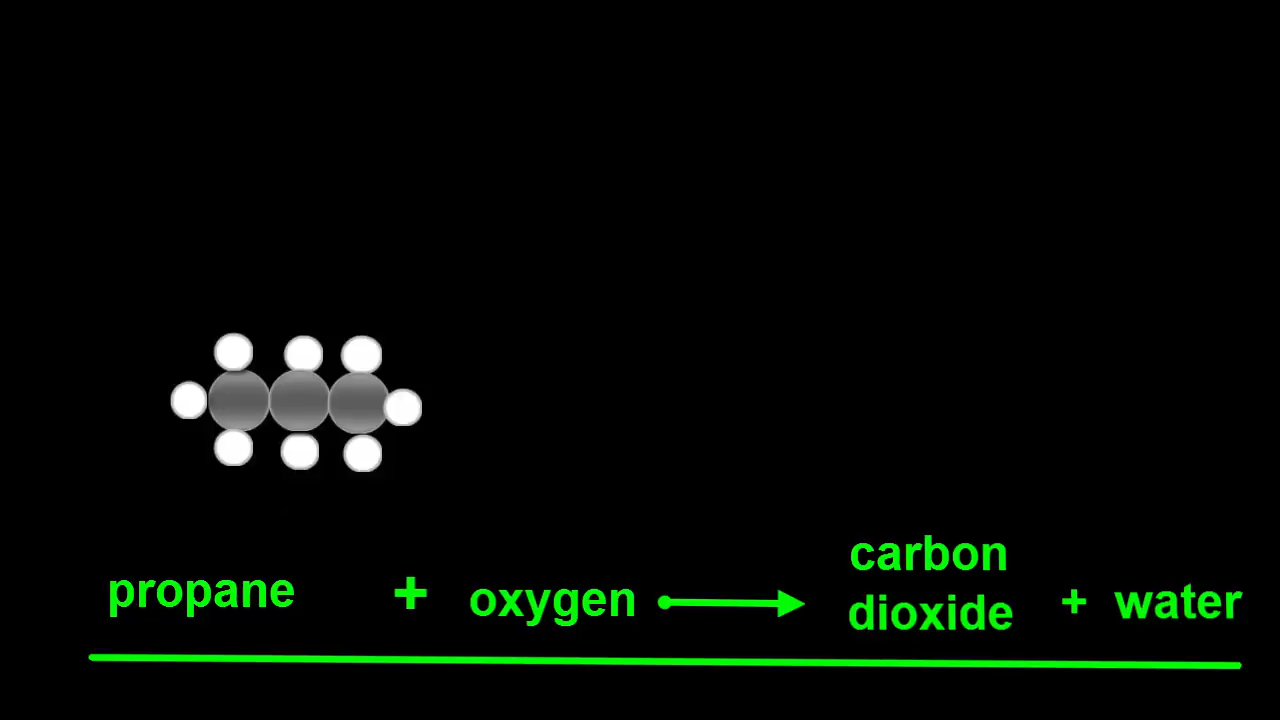 propane + oxygen carbon dioxide + water